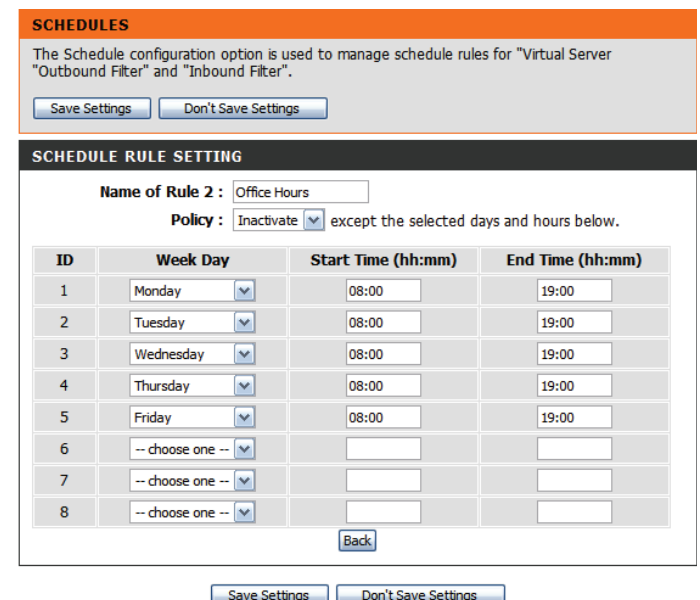 SCHEDULES
The Schedule configuration option is used to manage schedule rules for "Virtual Server
"Outbound Filter" and "Inbound Filter".
Save Settings Don't Save Settings
SCHEDULE RULE SETTING
Name of Rule 2 : Office Hours
Policy : Inactivate except the selected days and hours below.
ID Week Day Start Time (hh:mm) End Time (hh:mm)
1 Monday 08:00 19:00
2 Tuesday 08:00 19:00
3 Wednesday 08:00 19:00
4 Thursday 08:00 19:00
5 Friday 08:00 19:00
6 -- choose one --
7 -- choose one --
8 -- choose one --
Back
Save Settings Don't Save Settings